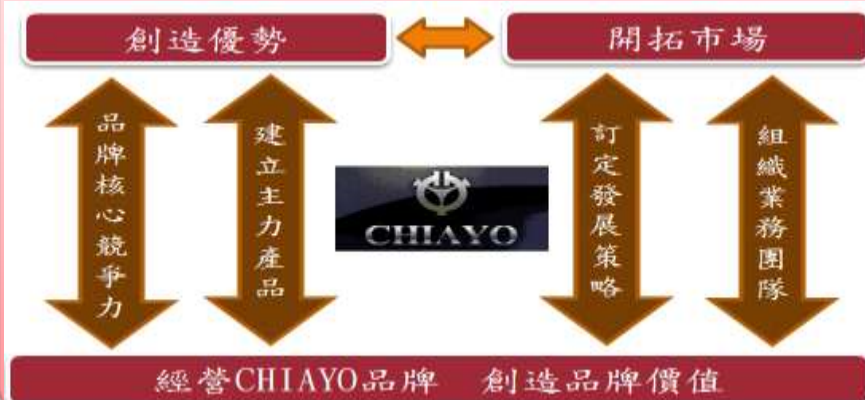 創造優勢
開拓市場
品牌核心競爭力
建立主力產品
CHIAYO
訂定發展策略
組織業務團隊
經營CHIAYO品牌 創造品牌價值